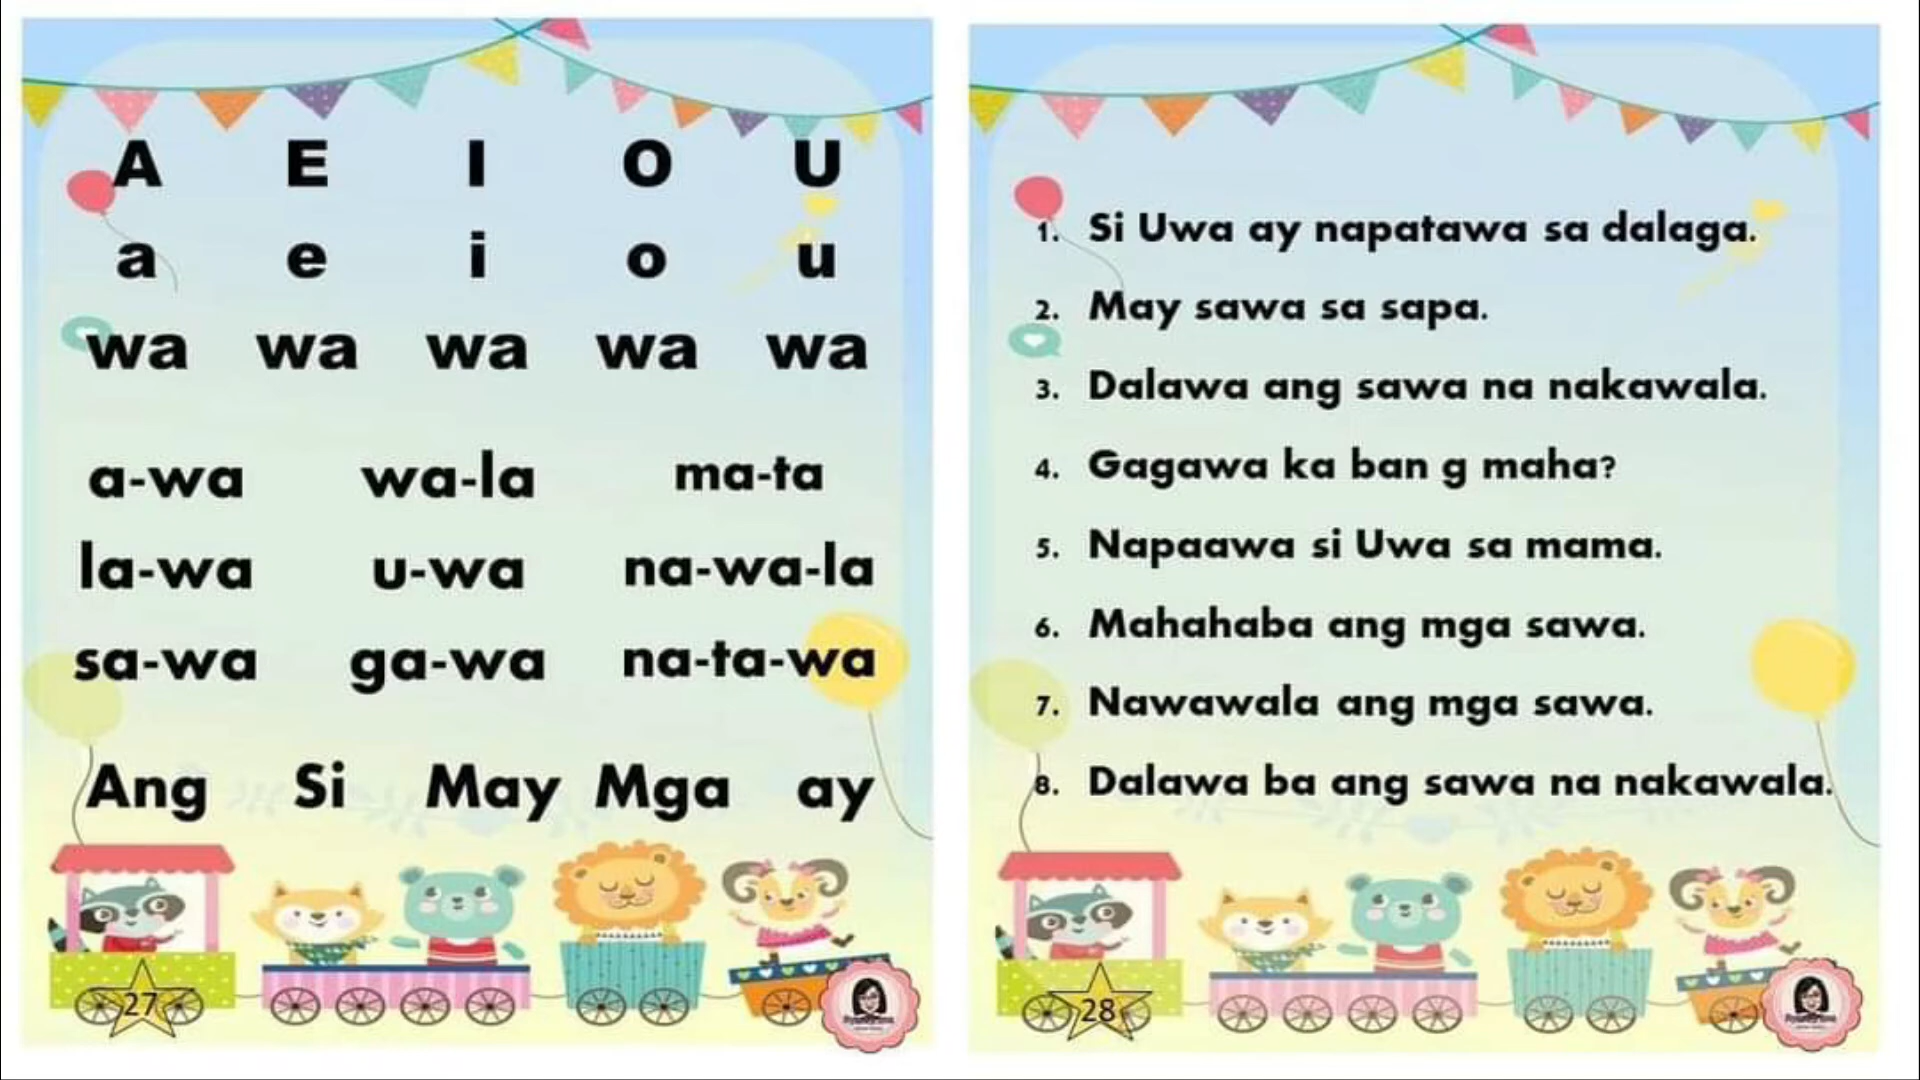 A E I O U
a e i o u
wa wa wa wa wa
a-wa wa-la ma-ta
la-wa u-wa na-wa-la
sa-wa ga-wa na-ta-wa
Ang Si May Mga ay
27
1. Si Uwa ay napatawa sa dalaga.
2. May sawa sa sapa.
3. Dalawa ang sawa na nakawala.
4. Gagawa ka ban g maha?
5. Napaawa si Uwa sa mama.
6. Mahahaba ang mga sawa.
7. Nawawala ang mga sawa.
8. Dalawa ba ang sawa na nakawala.
28